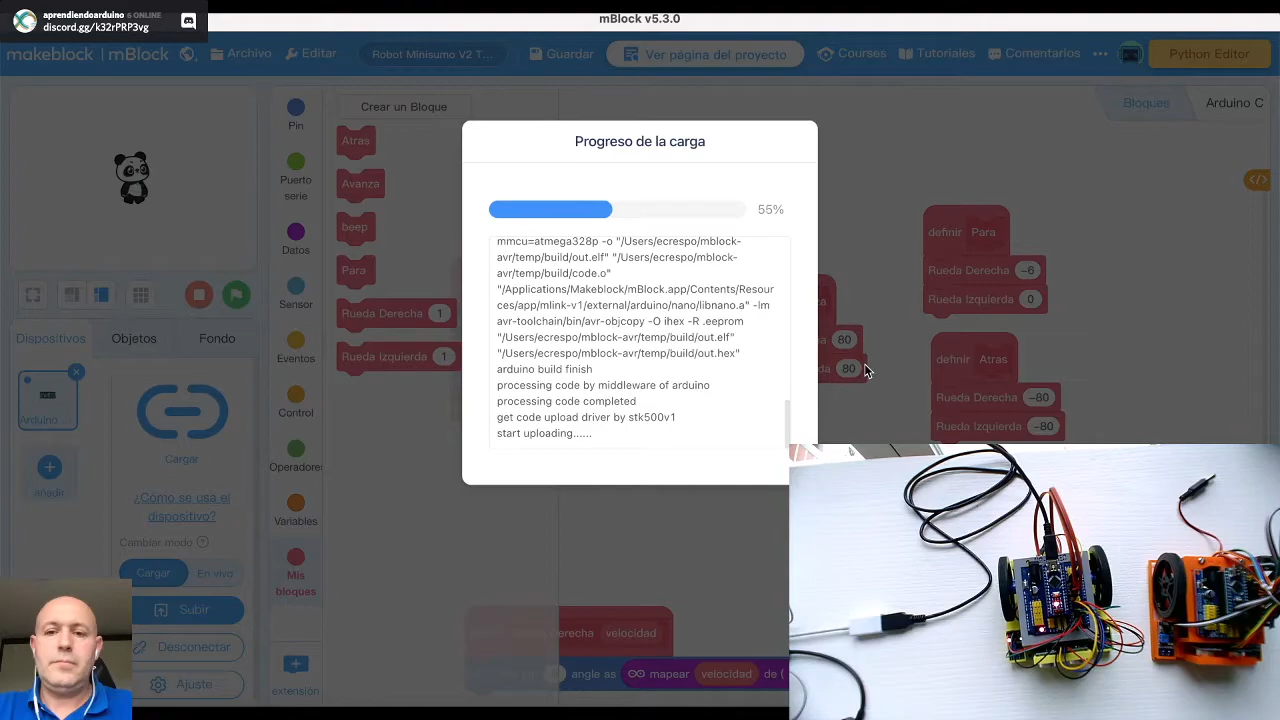 aprendiendoarduino 6 ONLINE
discord.gg/k32rPRP3vg
mBlock v5.3.0
makeblock | mBlock
Archivo
Editar
Robot Minisumo V2 T...
Guardar
Ver página del proyecto
Courses
Tutoriales
Comentarios
Python Editor
Crear un Bloque
Bloques
Arduino C
Pin
Puerto
serie
Datos
Sensor
Eventos
Control
Operadore
Variables
Mis
bloques
extensión
Atras
Avanza
beep
Para
Rueda Derecha 1
Rueda Izquierda 1
Progreso de la carga
55%
mmcu=atmega328p -o "/Users/ecrespo/mblock-
avr/temp/build/out.elf" "/Users/ecrespo/mblock-
avr/temp/build/code.o"
"/Applications/Makeblock/mBlock.app/Contents/Resour
ces/app/mlink-v1/external/arduino/nano/libnano.a" -lm
avr-toolchain/bin/avr-objcopy -O ihex -R .eeprom
"/Users/ecrespo/mblock-avr/temp/build/out.elf"
"/Users/ecrespo/mblock-avr/temp/build/out.hex"
arduino build finish
processing code by middleware of arduino
processing code completed
get code upload driver by stk500v1
start uploading......
80
80
definir Para
Rueda Derecha -6
Rueda Izquierda 0
definir Atras
Rueda Derecha -80
Rueda Izquierda -80
Dispositivos
Objetos
Fondo
Arduino
Añadir
Cargar
¿Cómo se usa el
dispositivo?
Cambiar modo ?
Cargar
En vivo
Subir
Desconectar
Ajuste
erecha velocidad
angle as mapear velocidad de (